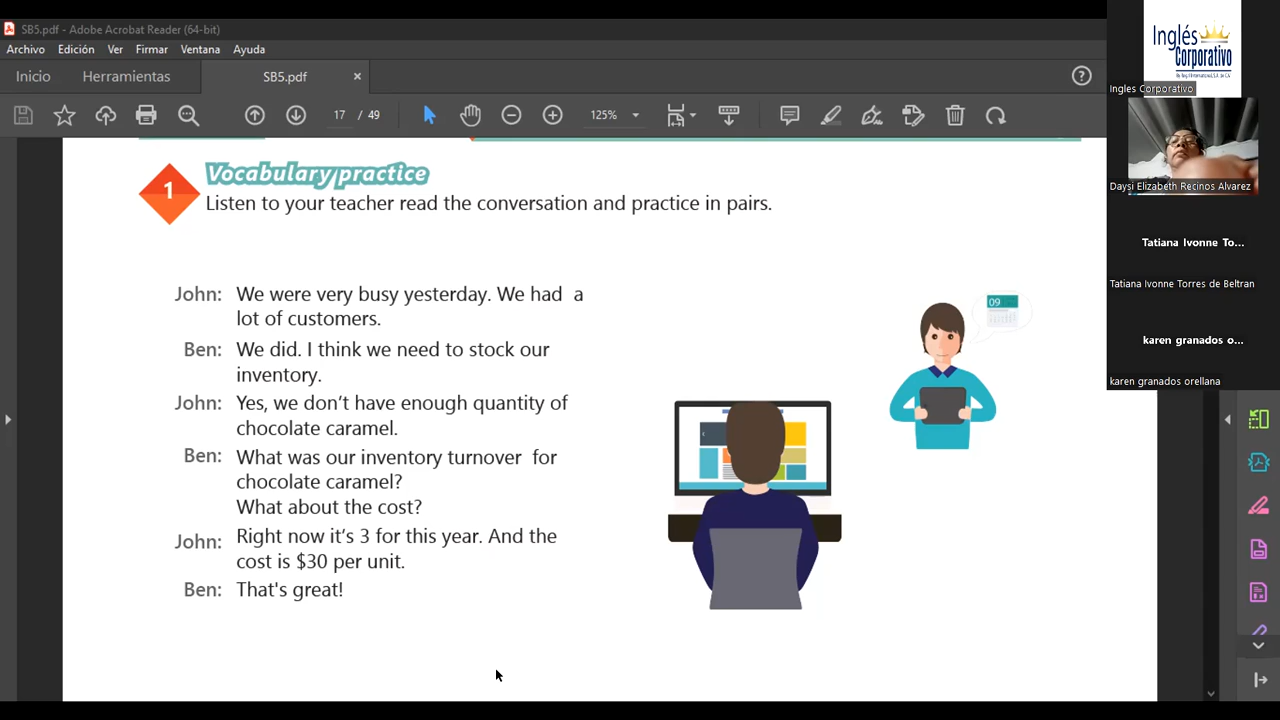 SB5.pdf - Adobe Acrobat Reader (64-bit)
Archivo Edición Ver Firmar Ventana Ayuda
Inicio Herramientas SB5.pdf × ?
17 / 49 125%
1 Vocabulary practice
Listen to your teacher read the conversation and practice in pairs.
John: We were very busy yesterday. We had a
lot of customers.
Ben: We did. I think we need to stock our
inventory.
John: Yes, we don't have enough quantity of
chocolate caramel.
Ben: What was our inventory turnover for
chocolate caramel?
What about the cost?
John: Right now it's 3 for this year. And the
cost is $30 per unit.
Ben: That's great!
09
Inglés
Corporativo
Ingles Corporativo
Daysi Elizabeth Recinos Alvarez
Tatiana Ivonne To...
Tatiana Ivonne Torres de Beltran
karen granados o...
karen granados orellana